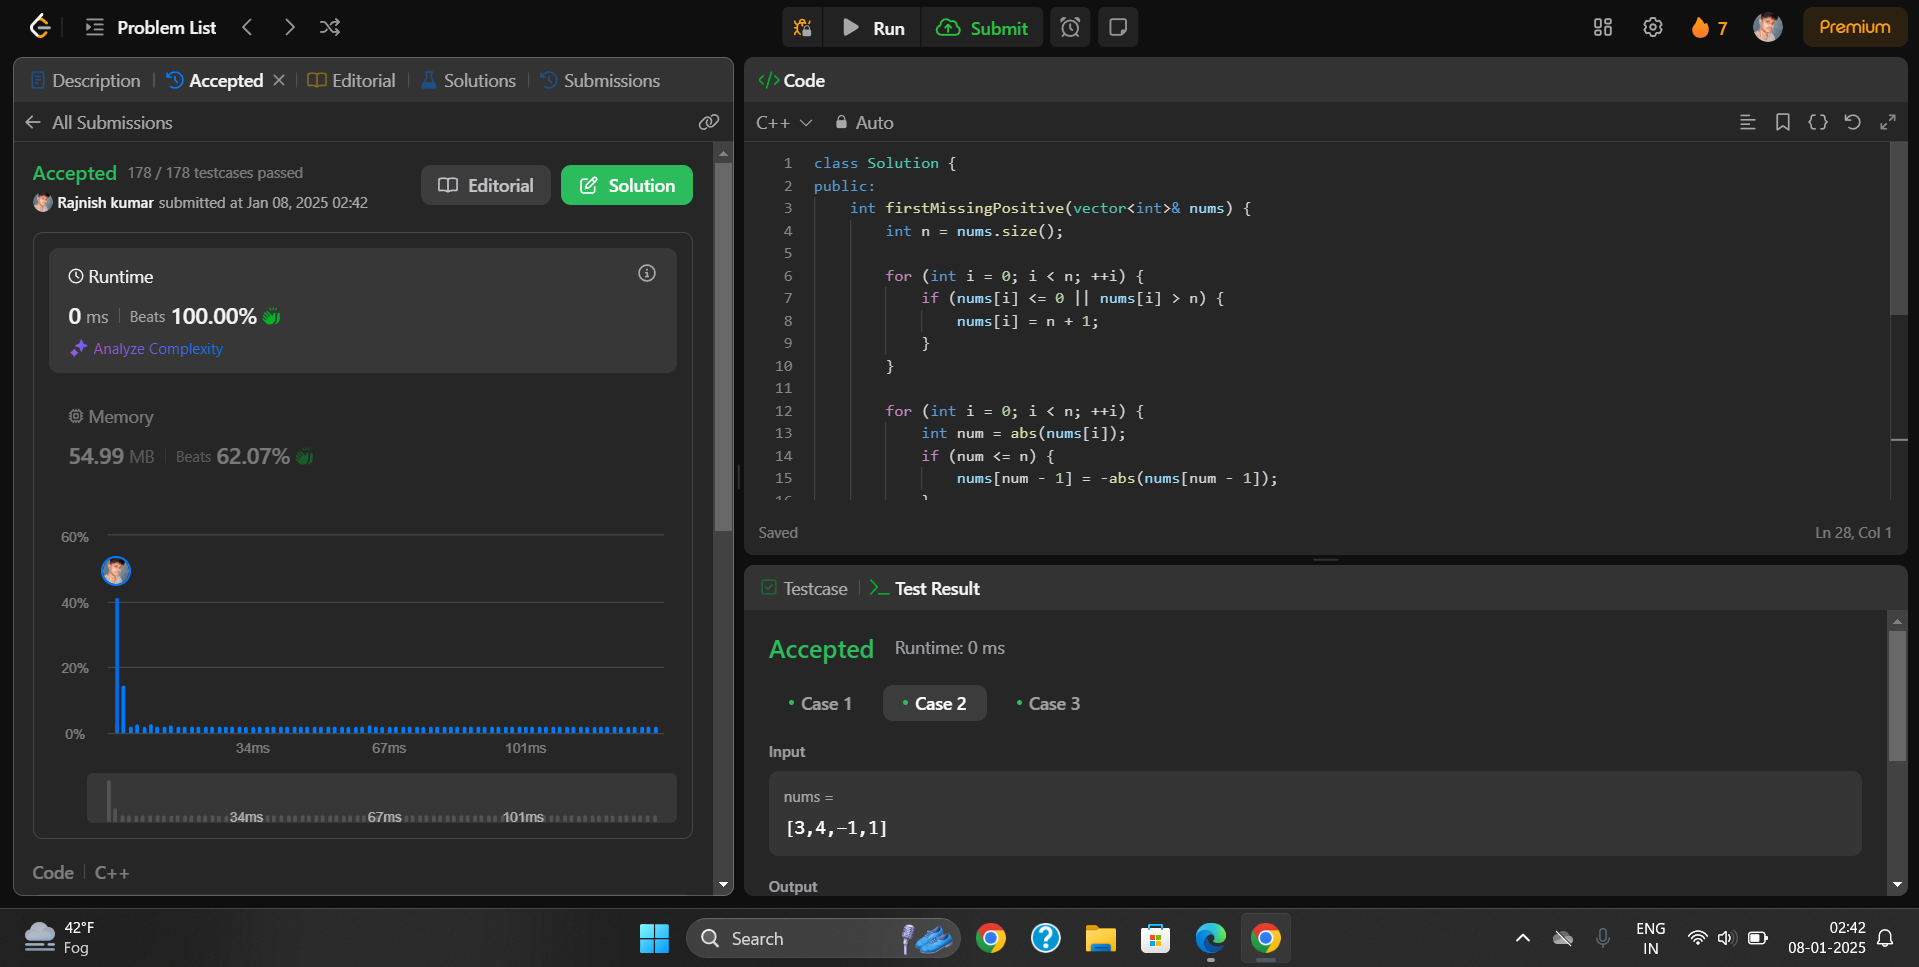 Problem List
Run
Submit
7
Premium
Description
Accepted
Editorial
Solutions
Submissions
All Submissions
Accepted 178 / 178 testcases passed
Rajnish kumar submitted at Jan 08, 2025 02:42
Editorial
Solution
Runtime
0 ms Beats 100.00%
Analyze Complexity
Memory
54.99 MB Beats 62.07%
60%
40%
20%
0%
34ms 67ms 101ms
34ms 67ms 101ms
Code C++
</> Code
C++ Auto
1 class Solution {
2 public:
3 int firstMissingPositive(vector<int>& nums) {
4 int n = nums.size();
5
6 for (int i = 0; i < n; ++i) {
7 if (nums[i] <= 0 || nums[i] > n) {
8 nums[i] = n + 1;
9 }
10 }
11
12 for (int i = 0; i < n; ++i) {
13 int num = abs(nums[i]);
14 if (num <= n) {
15 nums[num - 1] = -abs(nums[num - 1]);
16 }
Saved
Ln 28, Col 1
Testcase
Test Result
Accepted Runtime: 0 ms
Case 1
Case 2
Case 3
Input
nums =
[3,4,-1,1]
Output
42°F
Fog
Search
ENG
IN
02:42
08-01-2025